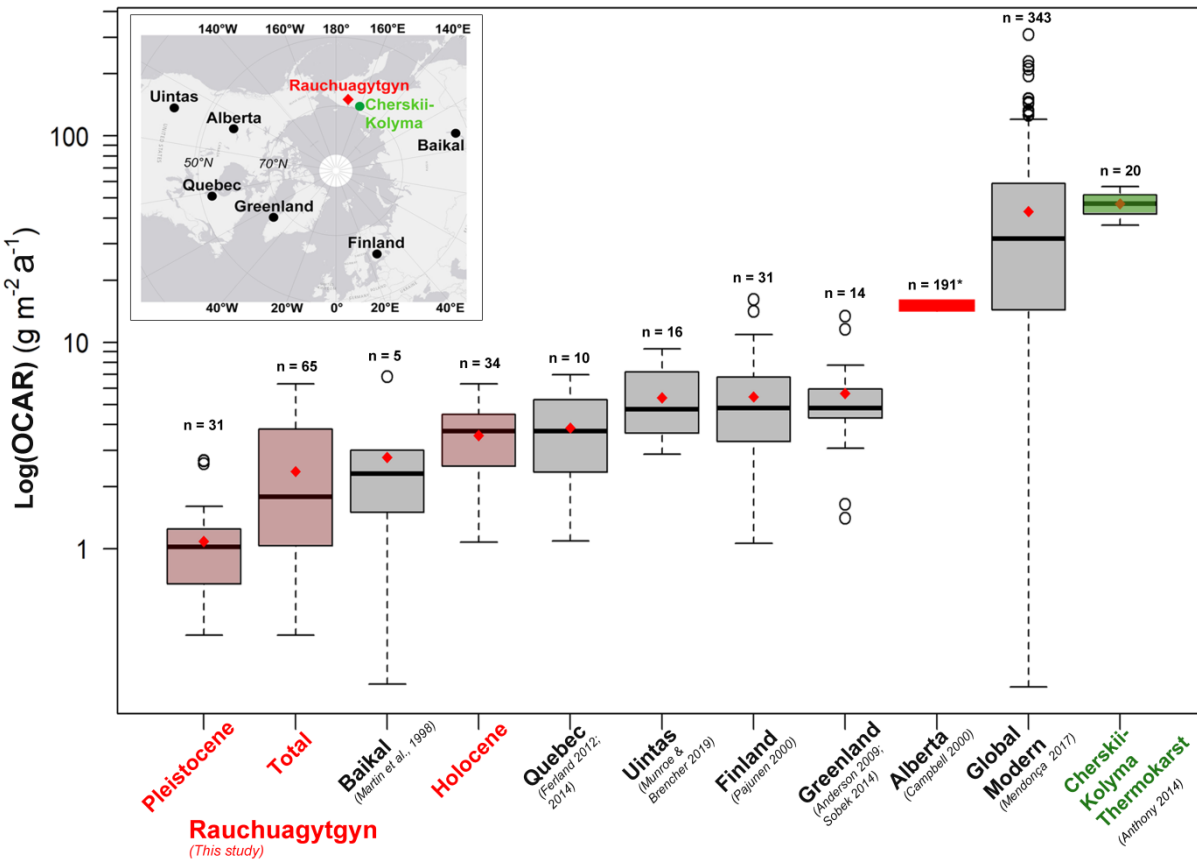 140°W 160°W 180° 160°E 140°E
Rauchuagytgyn
Cherskii-
Kolyma
Uintas
Alberta
Baikal
50°N
70°N
Quebec
Greenland
Finland
40°W 20°W 0° 20°E 40°E
Log(OCAR) (g m-2 a-1)
100
10
1
n = 31
n = 65
n = 5
n = 34
n = 10
n = 16
n = 31
n = 14
n = 191*
n = 343
n = 20
Pleistocene
Total
Baikal
(Martin et al., 1998)
Holocene
Quebec
(Ferland 2012;
2014)
Uintas
(Munroe &
Brencher 2019)
Finland
(Pajunen 2000)
Greenland
(Anderson 2009;
Sobek 2014)
Alberta
(Campbell 2000)
Global
Modern
(Mendonça 2017)
Cherskii-
Kolyma
Thermokarst
(Anthony 2014)
Rauchuagytgyn
(This study)